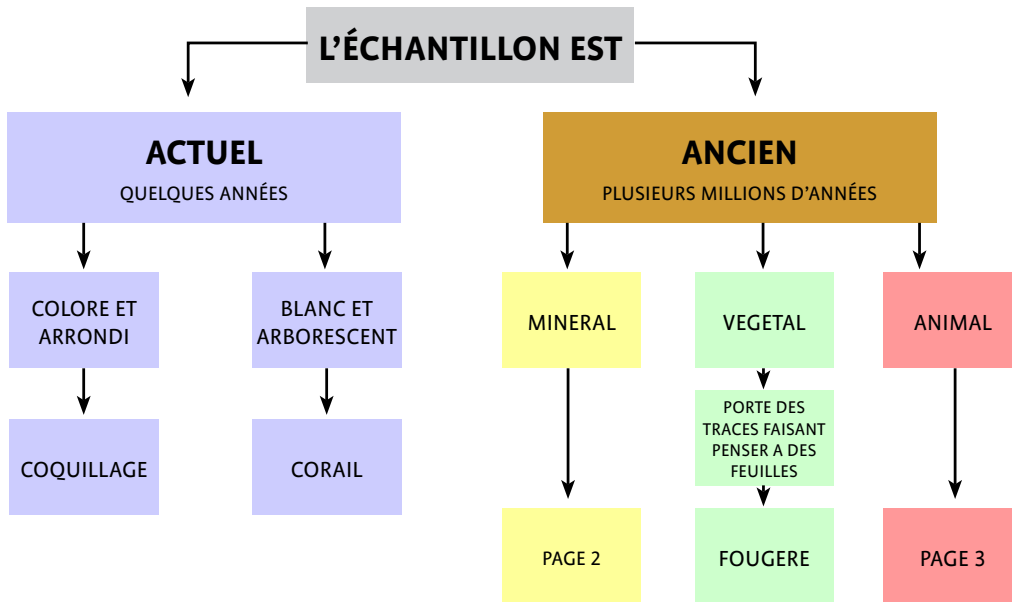 L'ÉCHANTILLON EST
ACTUEL
QUELQUES ANNÉES
ANCIEN
PLUSIEURS MILLIONS D'ANNÉES
COLORE ET
ARRONDI
BLANC ET
ARBORESCENT
MINERAL
VEGETAL
ANIMAL
PORTE DES
TRACES FAISANT
PENSER A DES
FEUILLES
COQUILLAGE
CORAIL
PAGE 2
FOUGERE
PAGE 3